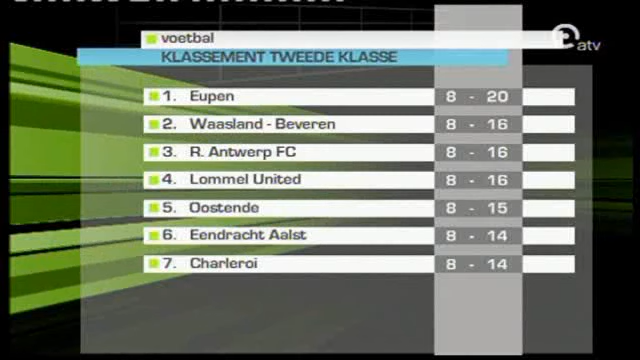 voetbal
atv
KLASSEMENT TWEEDE KLASSE
1. Eupen 8 - 20
2. Waasland - Beveren 8 - 16
3. R. Antwerp FC 8 - 16
4. Lommel United 8 - 16
5. Oostende 8 - 15
6. Eendracht Aalst 8 - 14
7. Charleroi 8 - 14